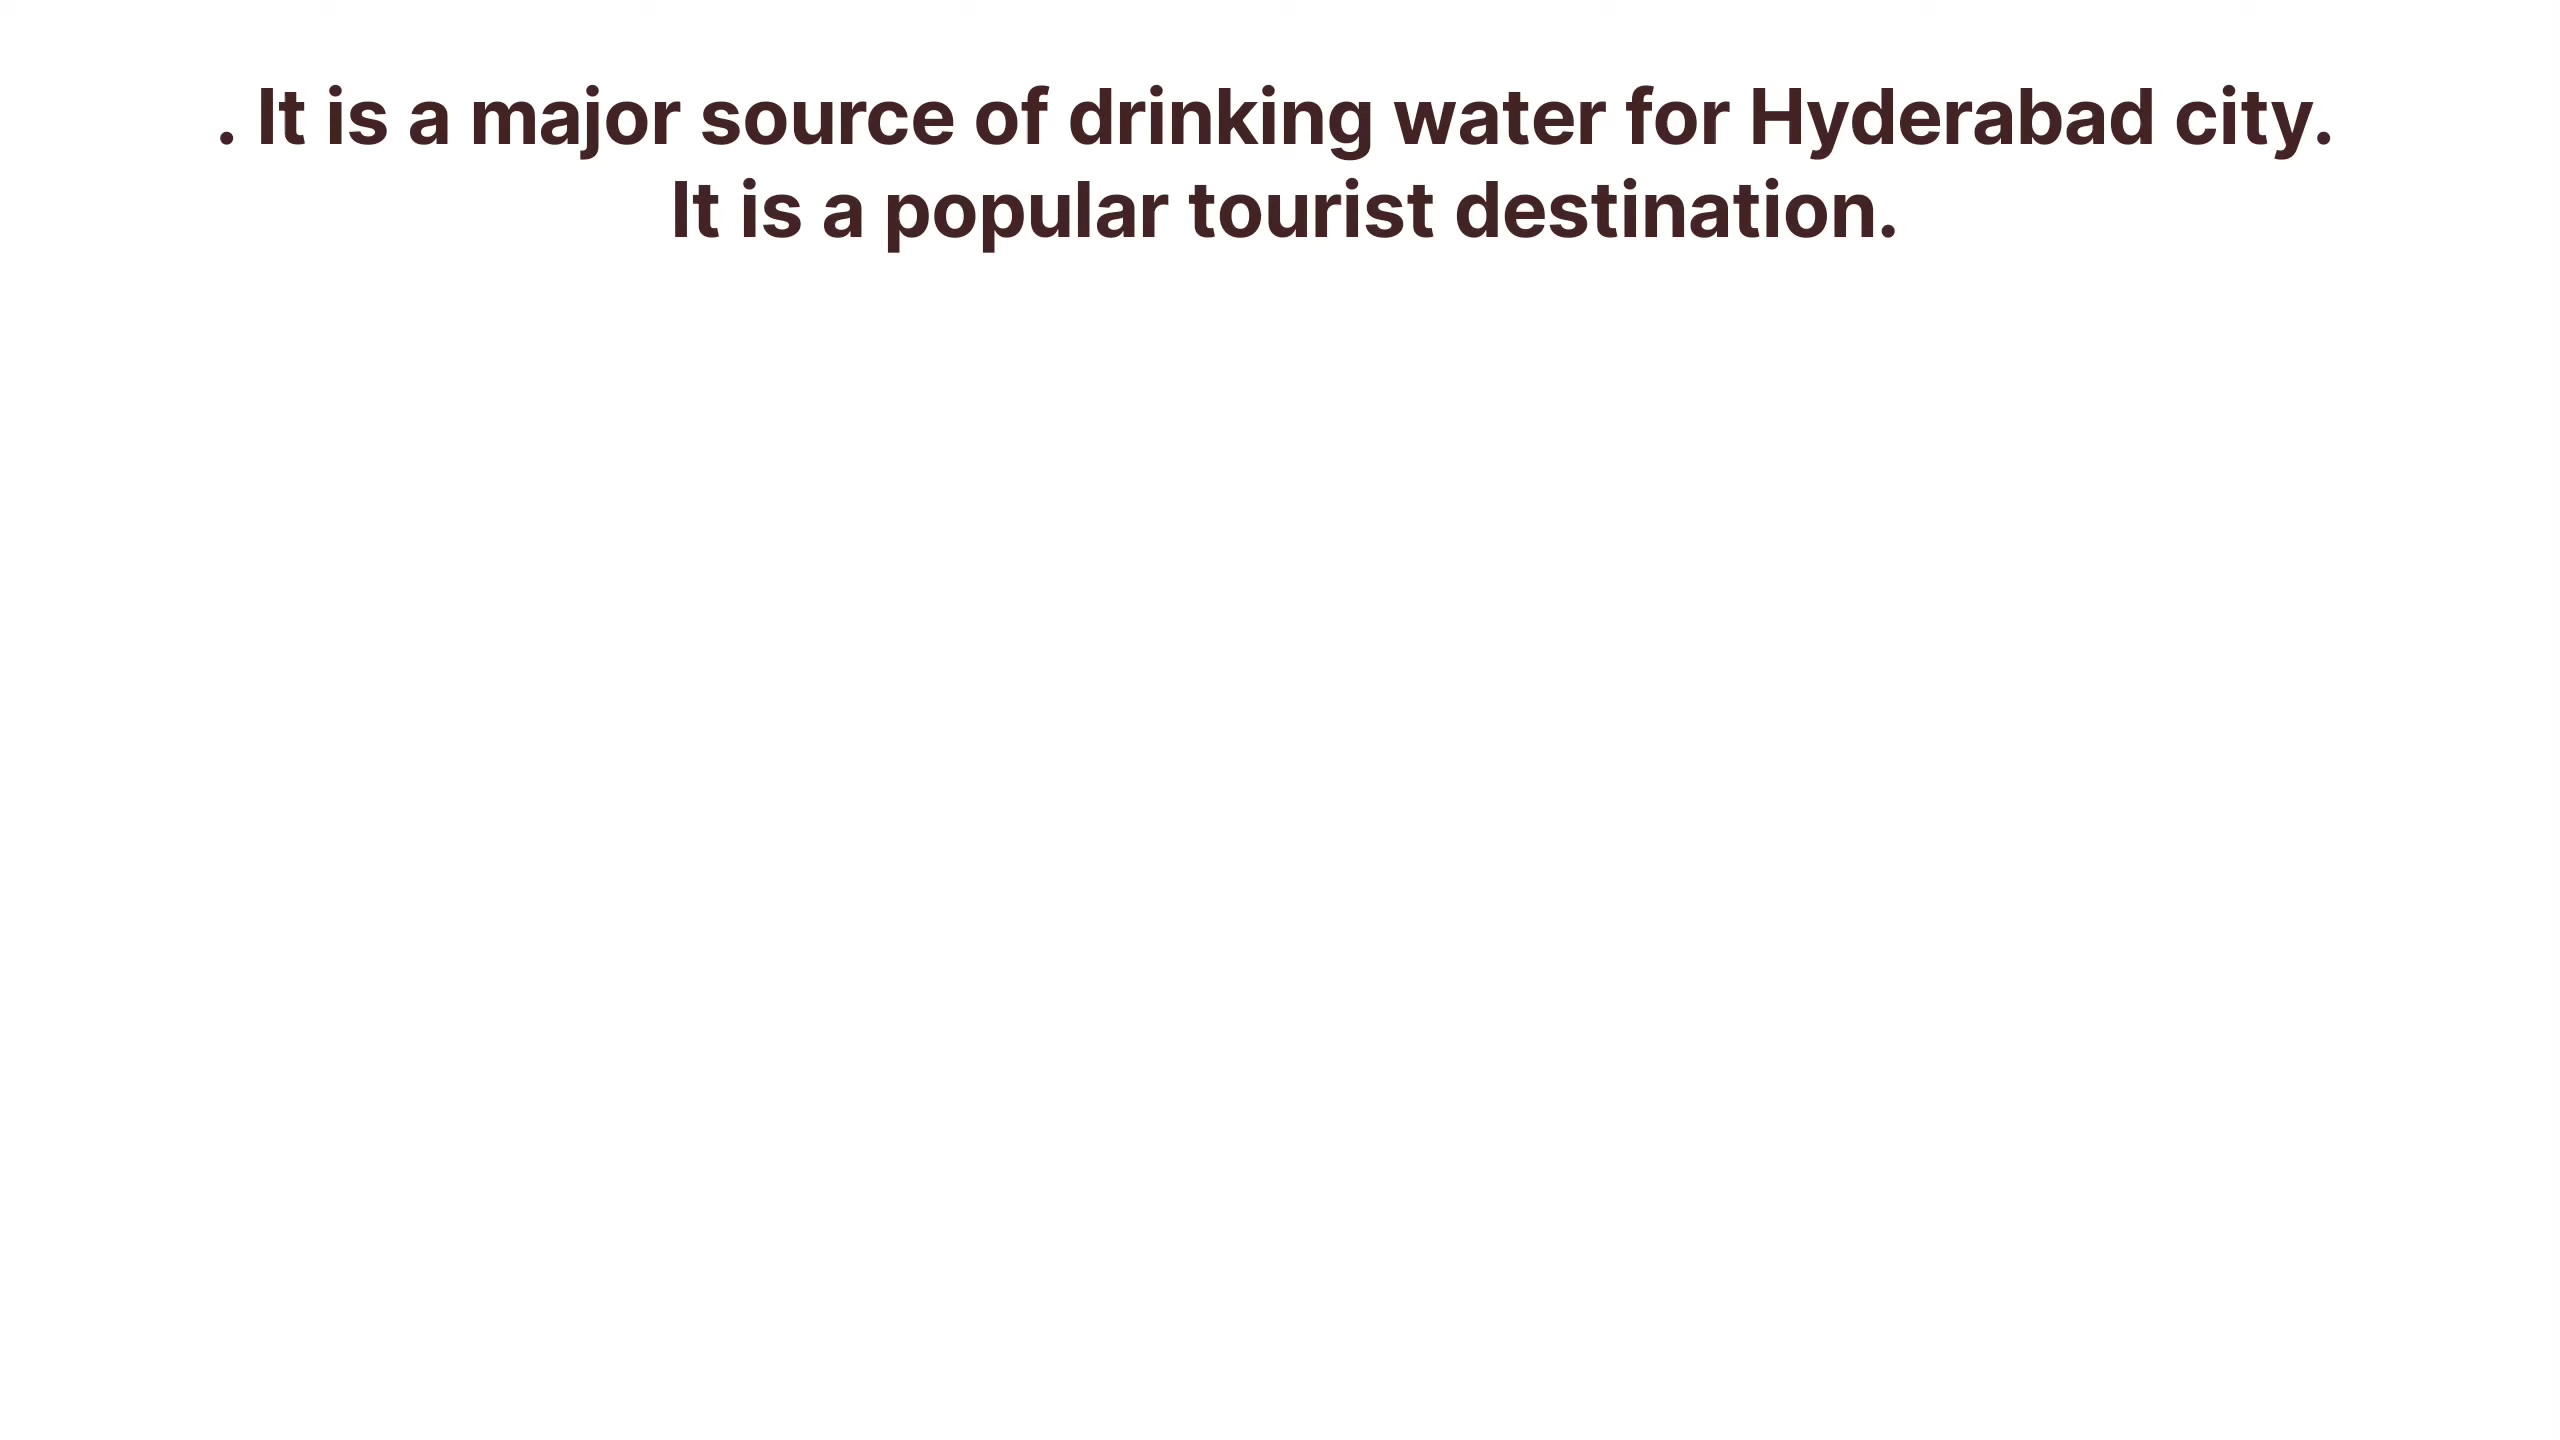 . It is a major source of drinking water for Hyderabad city.
It is a popular tourist destination.